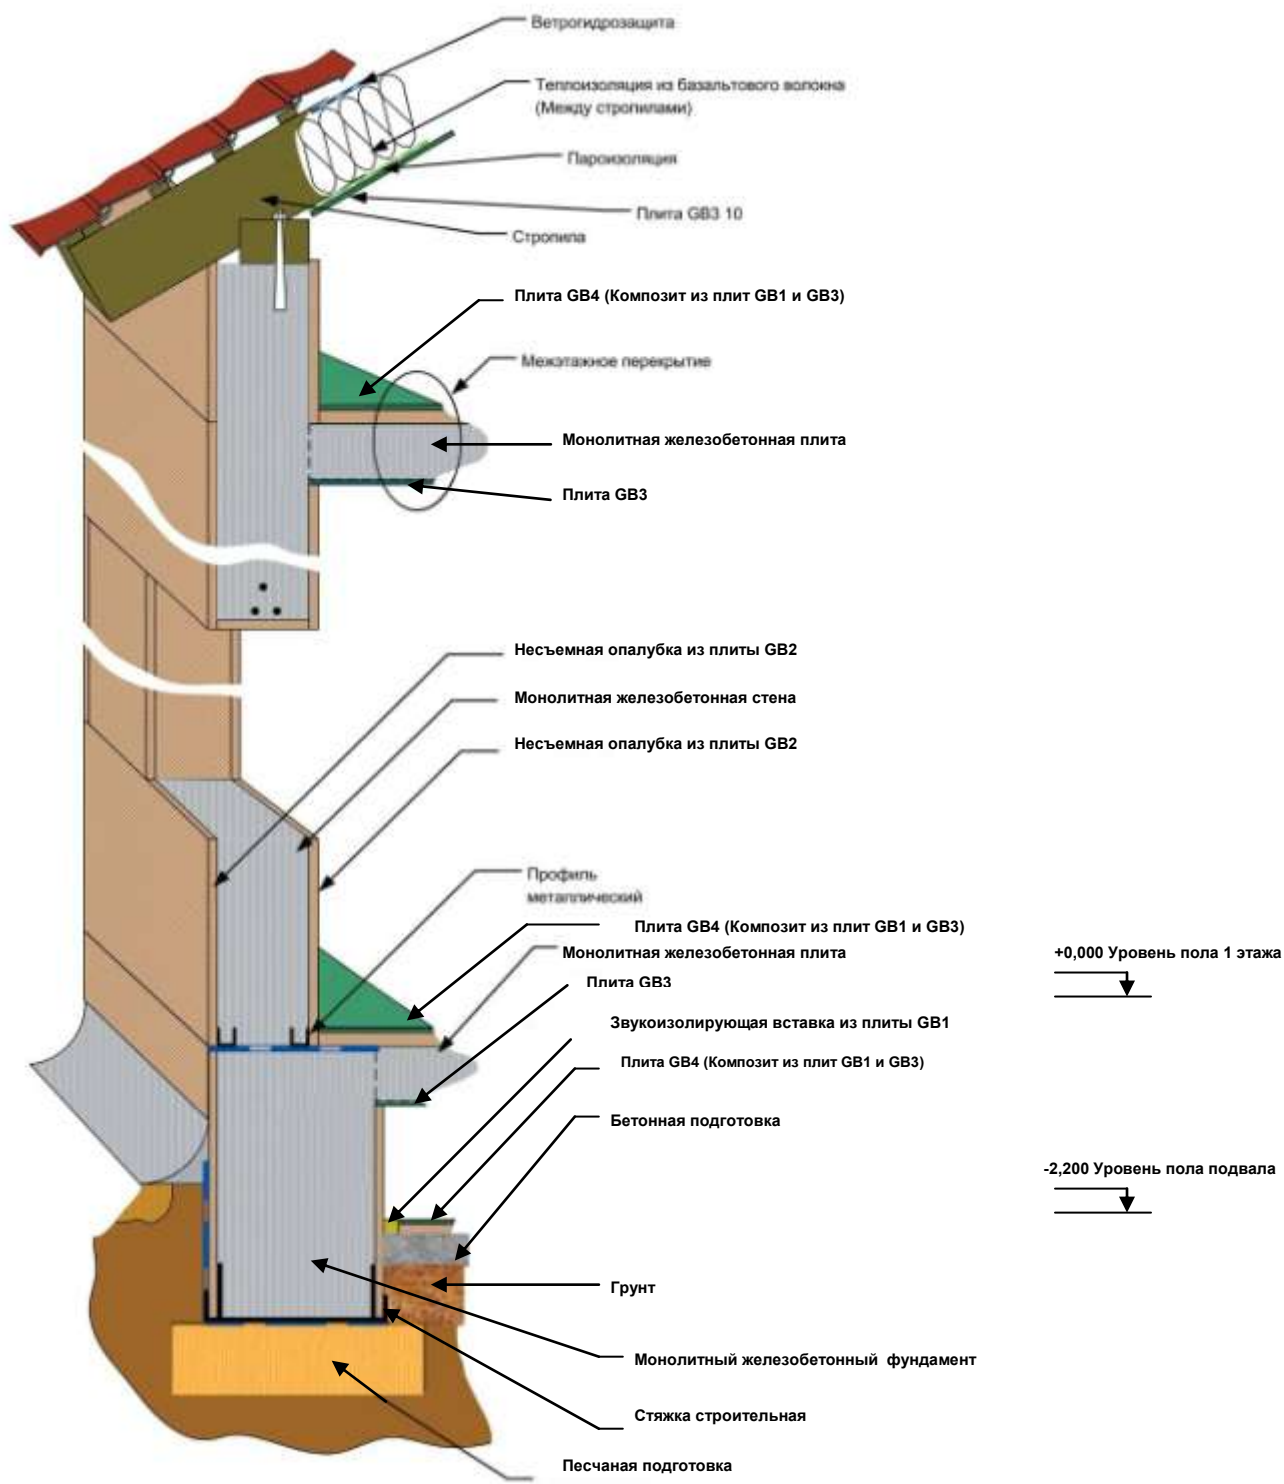 Ветрогидрозащита
Теплоизоляция из базальтового волокна
(Между стропилами)
Пароизоляция
Плита GB3 10
Стропила
Плита GB4 (Композит из плит GB1 и GB3)
Межэтажное перекрытие
Монолитная железобетонная плита
Плита GB3
Несъемная опалубка из плиты GB2
Монолитная железобетонная стена
Несъемная опалубка из плиты GB2
Профиль
металлический
Плита GB4 (Композит из плит GB1 и GB3)
Монолитная железобетонная плита
+0,000 Уровень пола 1 этажа
Плита GB3
Звукоизолирующая вставка из плиты GB1
Плита GB4 (Композит из плит GB1 и GB3)
Бетонная подготовка
-2,200 Уровень пола подвала
Грунт
Монолитный железобетонный фундамент
Стяжка строительная
Песчаная подготовка